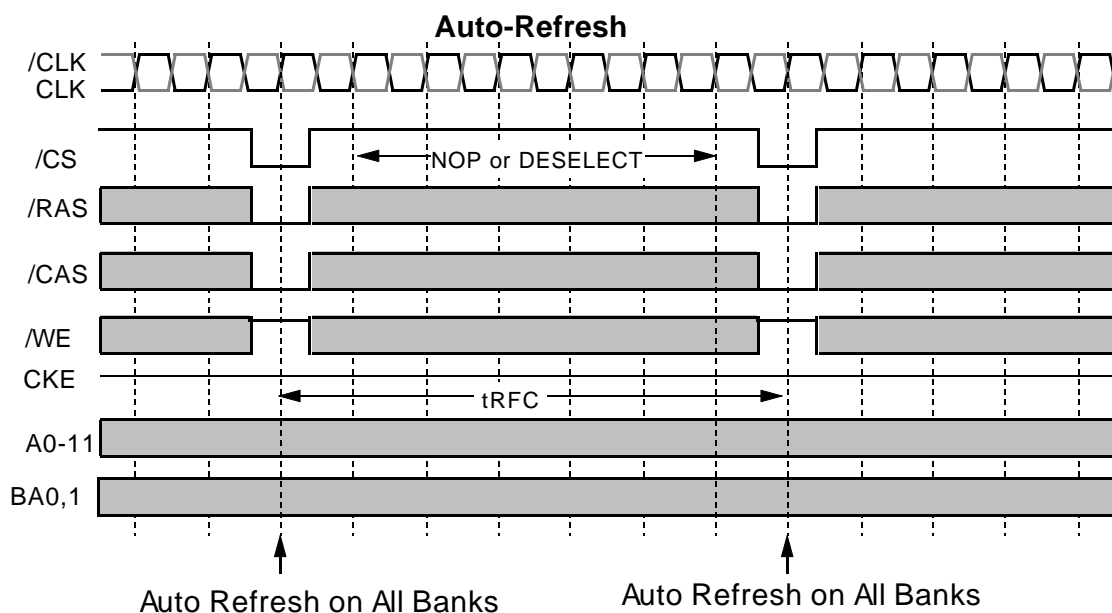 Auto-Refresh
/CLK
CLK
/CS
NOP or DESELECT
/RAS
/CAS
/WE
CKE
tRFC
A0-11
BA0,1
Auto Refresh on All Banks
Auto Refresh on All Banks